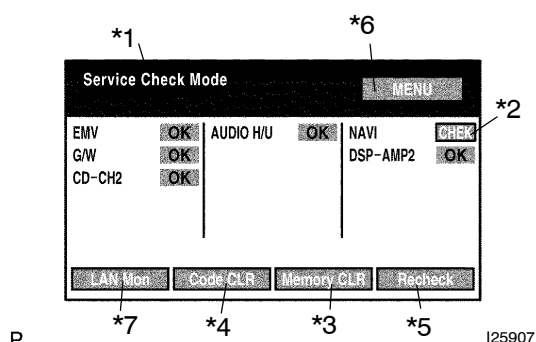 *1 *6
Service Check Mode MENU
*2
EMV OK AUDIO H/U OK NAVI CHEK
G/W OK DSP-AMP2 OK
CD-CH2 OK
LAN Mon Code CLR Memory CLR Recheck
*7 *4 *3 *5
P I25907